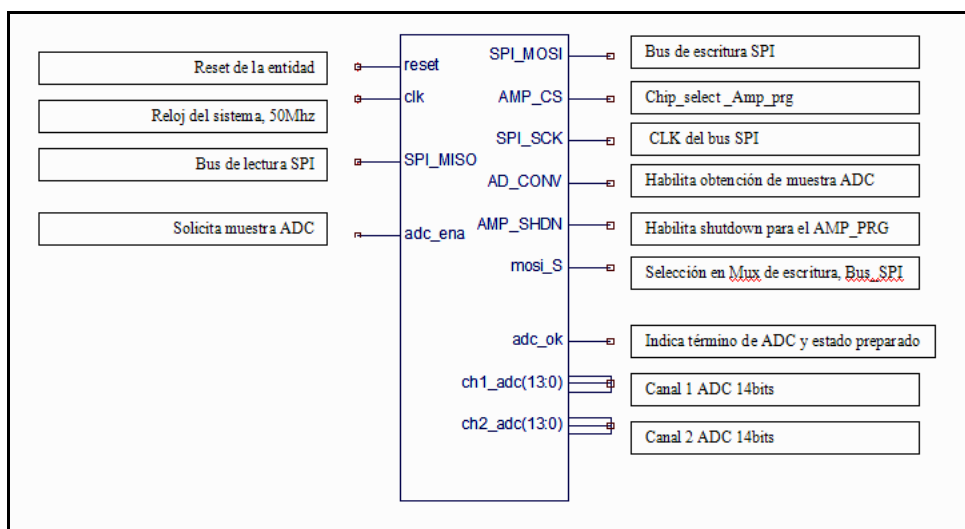 Reset de la entidad
Reloj del sistema, 50Mhz
Bus de lectura SPI
Solicita muestra ADC
reset
clk
SPI_MISO
adc_ena
SPI_MOSI
AMP_CS
SPI_SCK
AD_CONV
AMP_SHDN
mosi_S
adc_ok
ch1_adc(13:0)
ch2_adc(13:0)
Bus de escritura SPI
Chip_select _Amp_prg
CLK del bus SPI
Habilita obtención de muestra ADC
Habilita shutdown para el AMP_PRG
Selección en Mux de escritura, Bus_SPI
Indica término de ADC y estado preparado
Canal 1 ADC 14bits
Canal 2 ADC 14bits